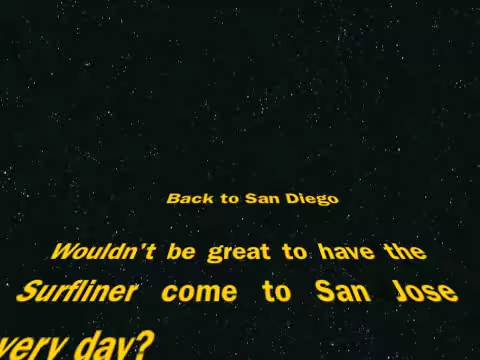 Back to San Diego
Wouldn't be great to have the
Surfliner come to San Jose
very day?